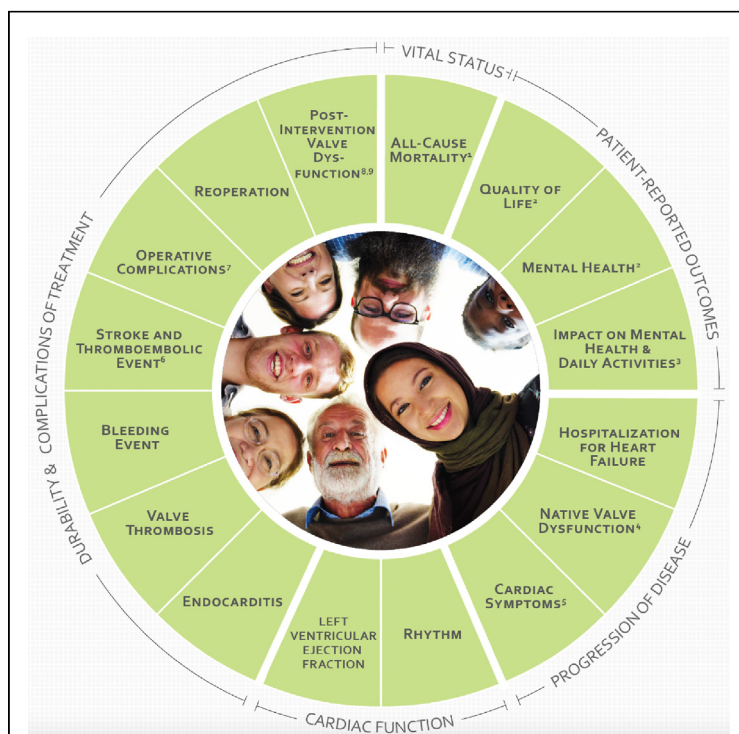 VITAL STATUS
ALL-CAUSE
MORTALITY¹
PATIENT-REPORTED OUTCOMES
QUALITY OF
LIFE²
MENTAL HEALTH²
IMPACT ON MENTAL
HEALTH &
DAILY ACTIVITIES³
PROGRESSION OF DISEASE
HOSPITALIZATION
FOR HEART
FAILURE
NATIVE VALVE
DYSFUNCTION⁴
CARDIAC
SYMPTOMS⁵
CARDIAC FUNCTION
RHYTHM
LEFT
VENTRICULAR
EJECTION
FRACTION
DURABILITY & COMPLICATIONS OF TREATMENT
ENDOCARDITIS
VALVE
THROMBOSIS
BLEEDING
EVENT
STROKE AND
THROMBOEMBOLIC
EVENT⁶
OPERATIVE
COMPLICATIONS⁷
REOPERATION
POST-
INTERVENTION
VALVE
DYS-
FUNCTION⁸,⁹